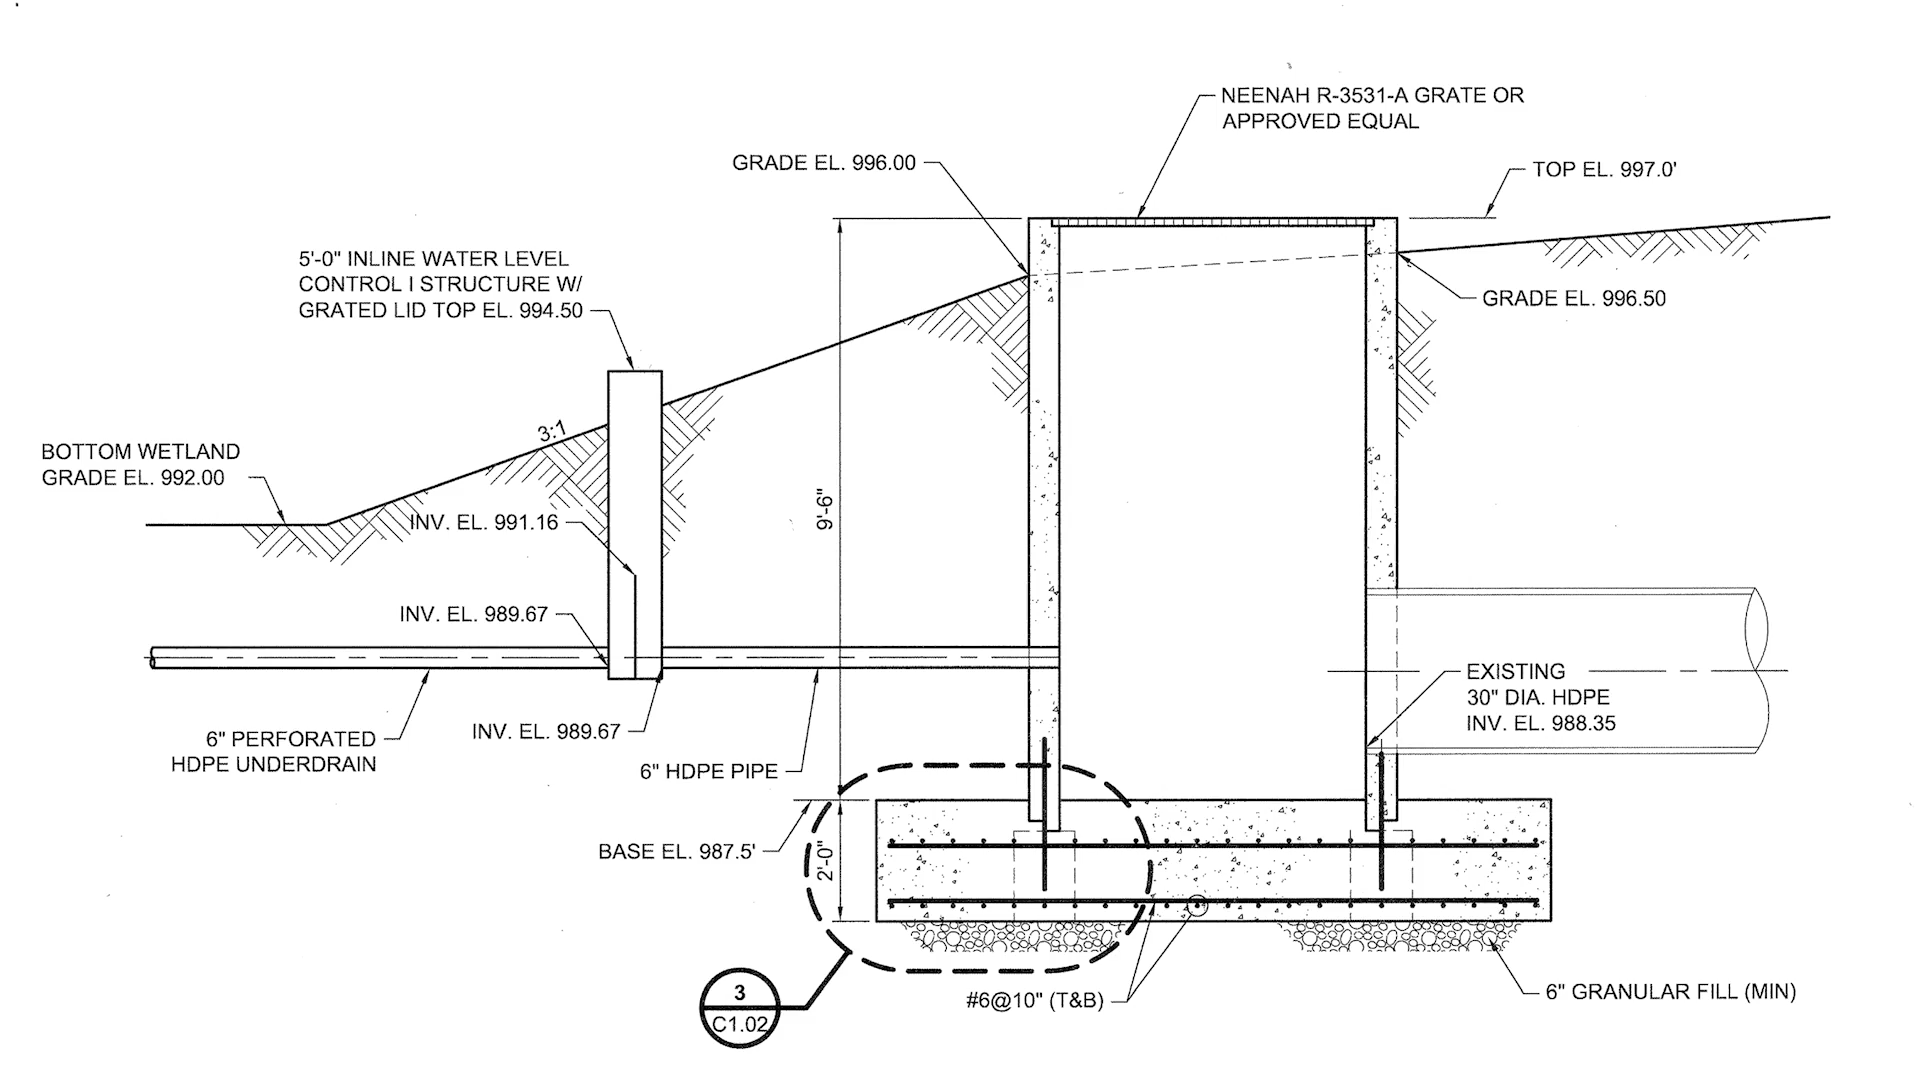 NEENAH R-3531-A GRATE OR
APPROVED EQUAL
GRADE EL. 996.00
TOP EL. 997.0'
5'-0" INLINE WATER LEVEL
CONTROL I STRUCTURE W/
GRATED LID TOP EL. 994.50
GRADE EL. 996.50
3:1
BOTTOM WETLAND
GRADE EL. 992.00
INV. EL. 991.16
9'-6"
INV. EL. 989.67
EXISTING
30" DIA. HDPE
INV. EL. 988.35
6" PERFORATED
HDPE UNDERDRAIN
INV. EL. 989.67
6" HDPE PIPE
BASE EL. 987.5'
2'-0"
3
C1.02
#6@10" (T&B)
6" GRANULAR FILL (MIN)